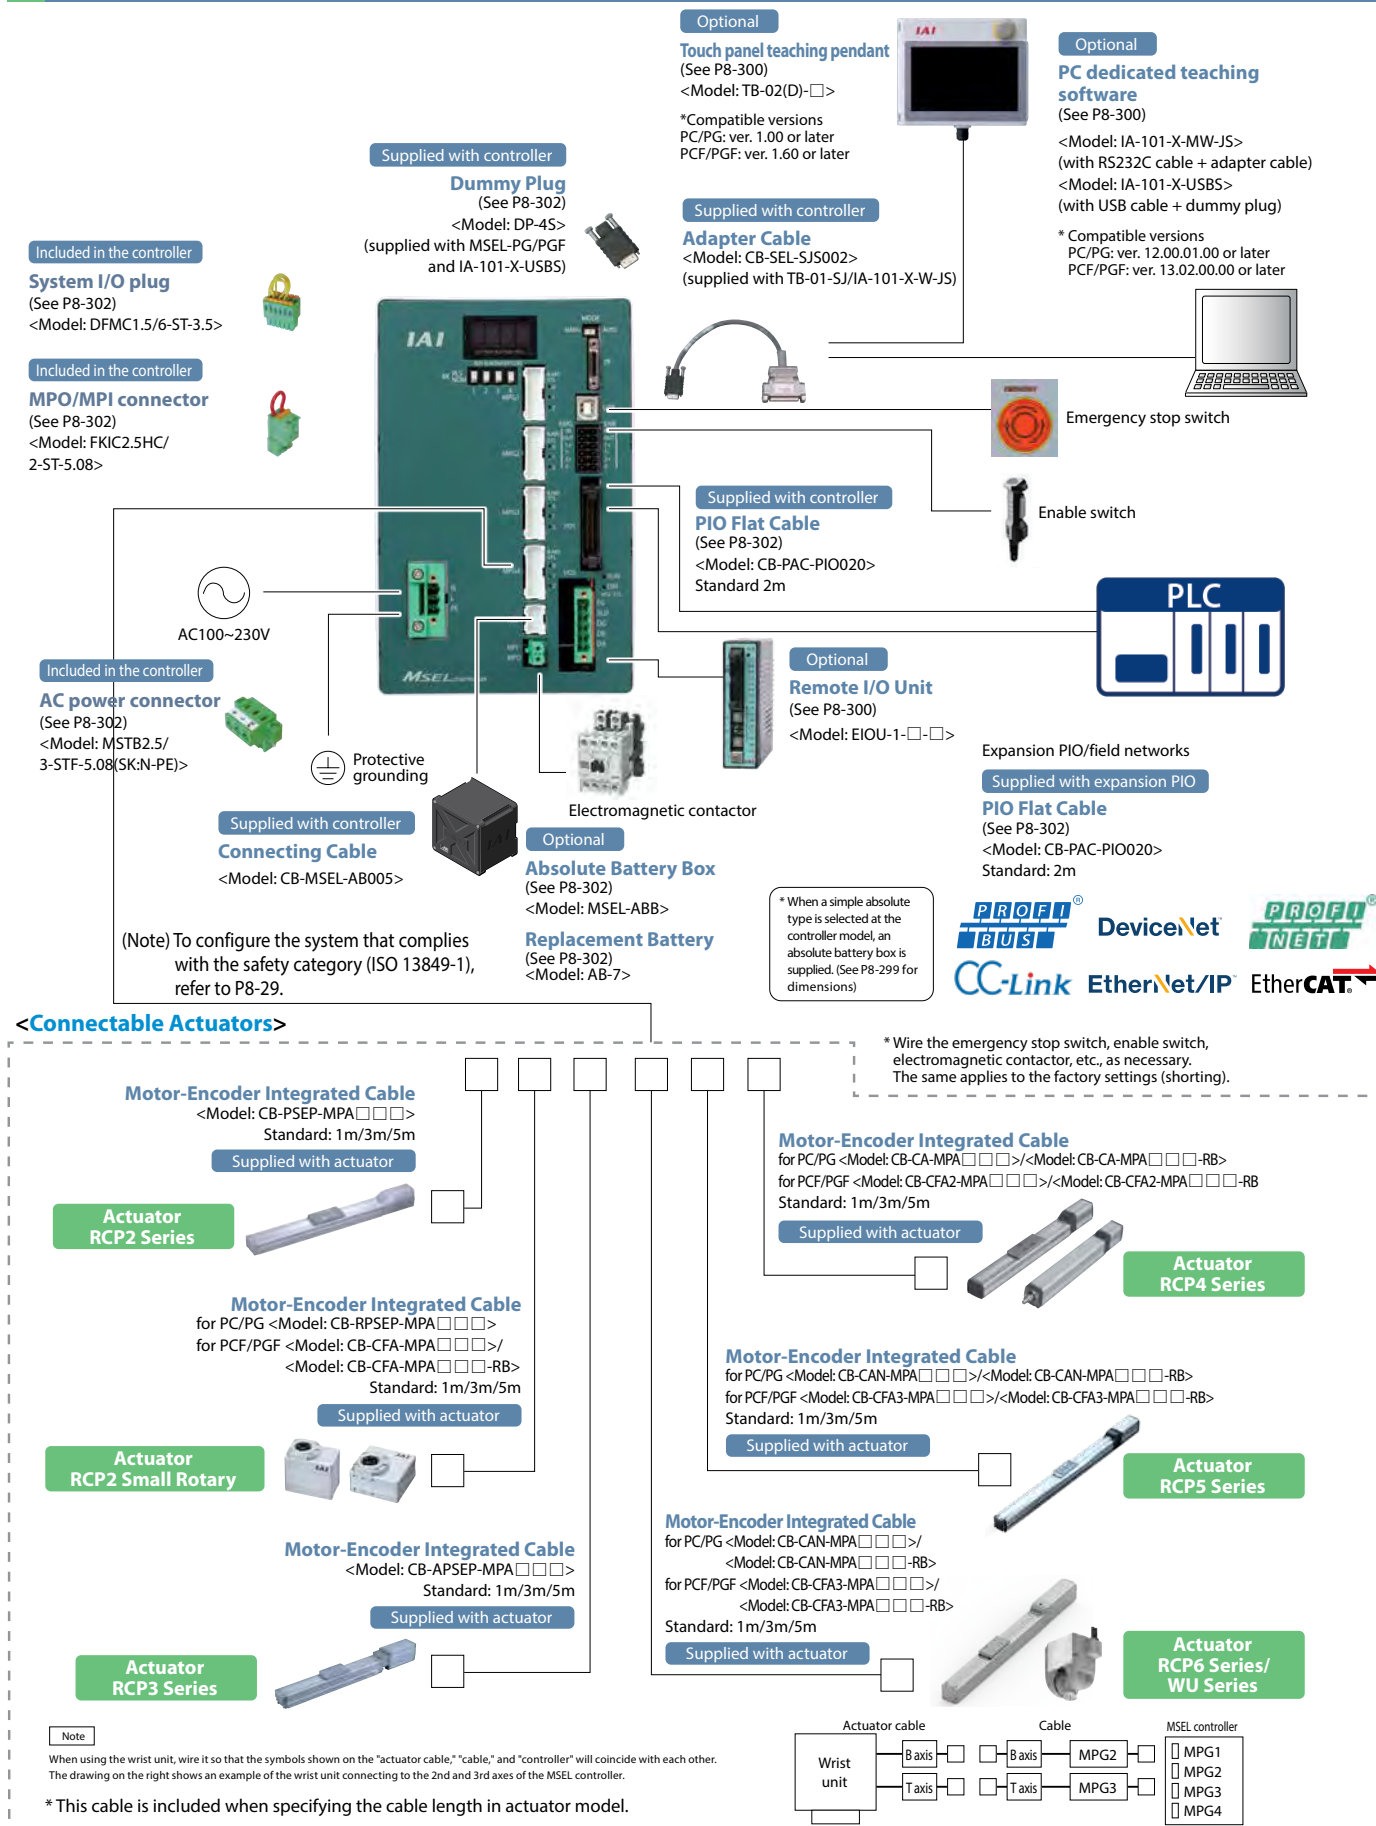 Optional
Touch panel teaching pendant
(See P8-300)
<Model: TB-02(D)-□>
*Compatible versions
PC/PG: ver. 1.00 or later
PCF/PGF: ver. 1.60 or later
IAI
Optional
PC dedicated teaching
software
(See P8-300)
<Model: IA-101-X-MW-JS>
(with RS232C cable + adapter cable)
<Model: IA-101-X-USBS>
(with USB cable + dummy plug)
* Compatible versions
PC/PG: ver. 12.00.01.00 or later
PCF/PGF: ver. 13.02.00.00 or later
Supplied with controller
Dummy Plug
(See P8-302)
<Model: DP-4S>
(supplied with MSEL-PG/PGF
and IA-101-X-USBS)
Supplied with controller
Adapter Cable
<Model: CB-SEL-SJS002>
(supplied with TB-01-SJ/IA-101-X-W-JS)
Included in the controller
System I/O plug
(See P8-302)
<Model: DFMC1.5/6-ST-3.5>
Included in the controller
MPO/MPI connector
(See P8-302)
<Model: FKIC2.5HC/
2-ST-5.08>
IAI
MODE
MSEL
Emergency stop switch
Enable switch
Supplied with controller
PIO Flat Cable
(See P8-302)
<Model: CB-PAC-PIO020>
Standard 2m
PLC
AC100~230V
Included in the controller
AC power connector
(See P8-302)
<Model: MSTB2.5/
3-STF-5.08(SK:N-PE)>
Protective
grounding
Optional
Remote I/O Unit
(See P8-300)
<Model: EIOU-1-□-□>
Electromagnetic contactor
Expansion PIO/field networks
Supplied with expansion PIO
PIO Flat Cable
(See P8-302)
<Model: CB-PAC-PIO020>
Standard: 2m
Supplied with controller
Connecting Cable
<Model: CB-MSEL-AB005>
Optional
Absolute Battery Box
(See P8-302)
<Model: MSEL-ABB>
Replacement Battery
(See P8-302)
<Model: AB-7>
* When a simple absolute
type is selected at the
controller model, an
absolute battery box is
supplied. (See P8-299 for
dimensions)
PROFI BUS® DeviceNet PROFI NET®
CC-Link EtherNet/IP™ EtherCAT®
(Note) To configure the system that complies
with the safety category (ISO 13849-1),
refer to P8-29.
<Connectable Actuators>
* Wire the emergency stop switch, enable switch,
electromagnetic contactor, etc., as necessary.
The same applies to the factory settings (shorting).
Motor-Encoder Integrated Cable
<Model: CB-PSEP-MPA□□□>
Standard: 1m/3m/5m
Supplied with actuator
Actuator
RCP2 Series
Motor-Encoder Integrated Cable
for PC/PG <Model: CB-CA-MPA□□□>/<Model: CB-CA-MPA□□□-RB>
for PCF/PGF <Model: CB-CFA2-MPA□□□>/<Model: CB-CFA2-MPA□□□-RB
Standard: 1m/3m/5m
Supplied with actuator
Actuator
RCP4 Series
Motor-Encoder Integrated Cable
for PC/PG <Model: CB-RPSEP-MPA□□□>
for PCF/PGF <Model: CB-CFA-MPA□□□>/
<Model: CB-CFA-MPA□□□-RB>
Standard: 1m/3m/5m
Supplied with actuator
Actuator
RCP2 Small Rotary
Motor-Encoder Integrated Cable
for PC/PG <Model: CB-CAN-MPA□□□>/<Model: CB-CAN-MPA□□□-RB>
for PCF/PGF <Model: CB-CFA3-MPA□□□>/<Model: CB-CFA3-MPA□□□-RB>
Standard: 1m/3m/5m
Supplied with actuator
Actuator
RCP5 Series
Motor-Encoder Integrated Cable
<Model: CB-APSEP-MPA□□□>
Standard: 1m/3m/5m
Supplied with actuator
Actuator
RCP3 Series
Motor-Encoder Integrated Cable
for PC/PG <Model: CB-CAN-MPA□□□>/
<Model: CB-CAN-MPA□□□-RB>
for PCF/PGF <Model: CB-CFA3-MPA□□□>/
<Model: CB-CFA3-MPA□□□-RB>
Standard: 1m/3m/5m
Supplied with actuator
Actuator
RCP6 Series/
WU Series
Note
When using the wrist unit, wire it so that the symbols shown on the "actuator cable," "cable," and "controller" will coincide with each other.
The drawing on the right shows an example of the wrist unit connecting to the 2nd and 3rd axes of the MSEL controller.
* This cable is included when specifying the cable length in actuator model.
Actuator cable Cable MSEL controller
Wrist
unit
B axis B axis MPG2
T axis T axis MPG3
MPG1
MPG2
MPG3
MPG4